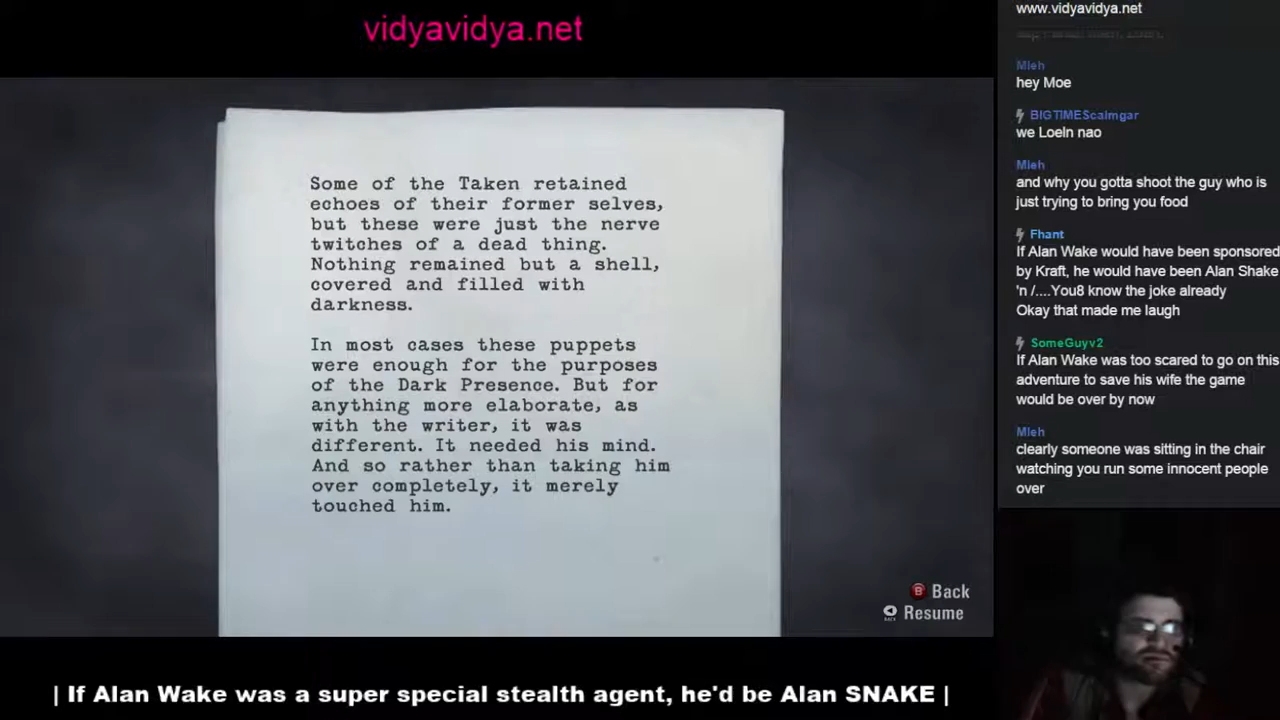 vidyavidya.net
Some of the Taken retained
echoes of their former selves,
but these were just the nerve
twitches of a dead thing.
Nothing remained but a shell,
covered and filled with
darkness.
In most cases these puppets
were enough for the purposes
of the Dark Presence. But for
anything more elaborate, as
with the writer, it was
different. It needed his mind.
And so rather than taking him
over completely, it merely
touched him.
B Back
BACK Resume
| If Alan Wake was a super special stealth agent, he'd be Alan SNAKE |
www.vidyavidya.net
Mleh
hey Moe
BIGTIMEScalmgar
we Loeln nao
Mleh
and why you gotta shoot the guy who is
just trying to bring you food
Fhant
If Alan Wake would have been sponsored
by Kraft, he would have been Alan Shake
'n /....You8 know the joke already
Okay that made me laugh
SomeGuyv2
If Alan Wake was too scared to go on this
adventure to save his wife the game
would be over by now
Mleh
clearly someone was sitting in the chair
watching you run some innocent people
over